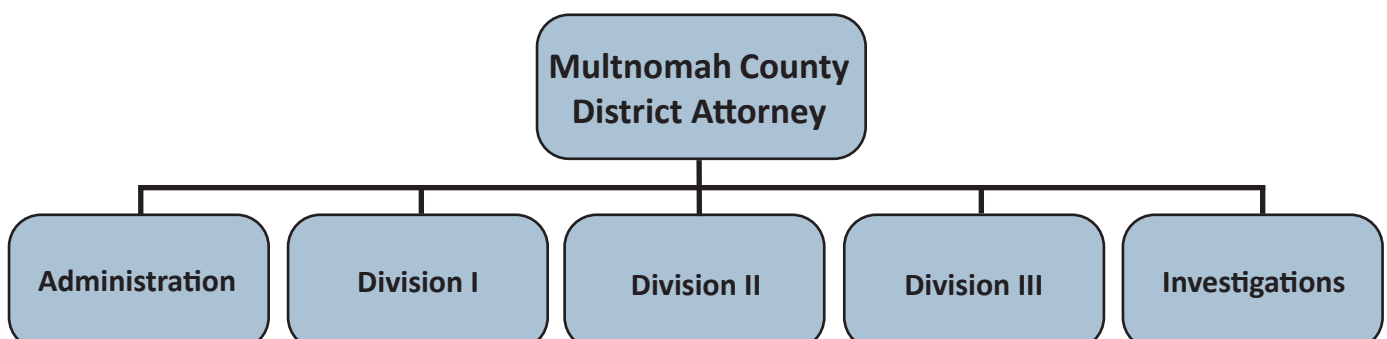 Multnomah County
District Attorney
Administration
Division I
Division II
Division III
Investigations